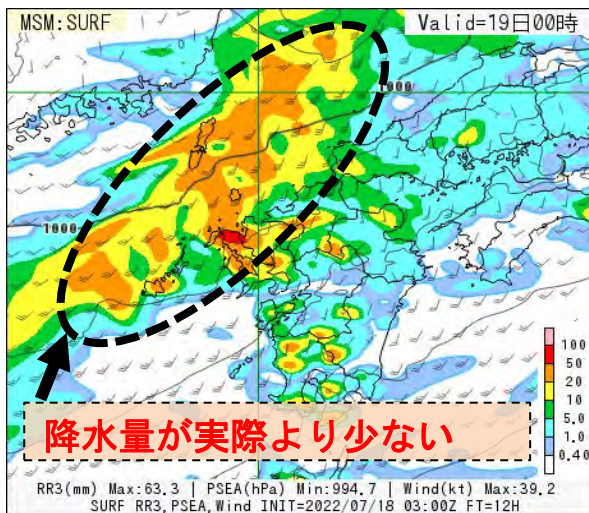 MSM:SURF
Valid=19日00時
1000
1000
100
50
20
10
5.0
1.0
0.40
降水量が実際より少ない
RR3(mm) Max:63.3 | PSEA(hPa) Min:994.7 | Wind(kt) Max:39.2
SURF RR3,PSEA,Wind INIT=2022/07/18 03:00Z FT=12H